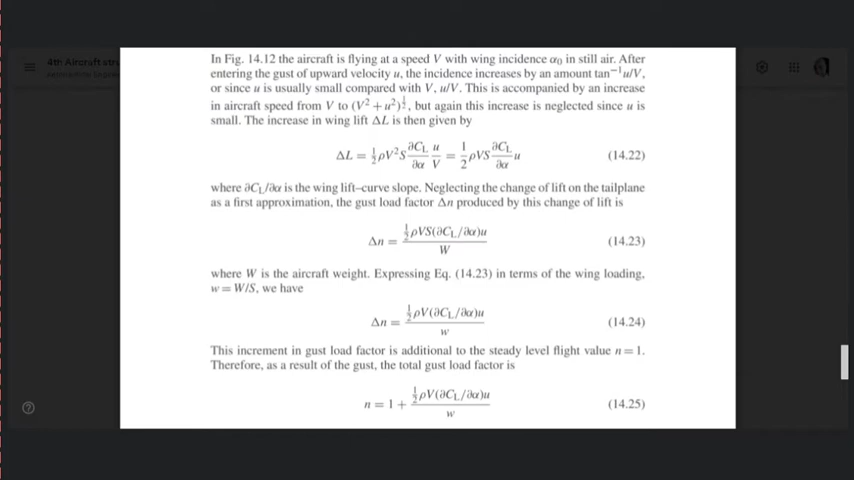 In Fig. 14.12 the aircraft is flying at a speed V with wing incidence α₀ in still air. After
entering the gust of upward velocity u, the incidence increases by an amount tan⁻¹u/V,
or since u is usually small compared with V, u/V. This is accompanied by an increase
in aircraft speed from V to (V² + u²)^½, but again this increase is neglected since u is
small. The increase in wing lift ΔL is then given by
ΔL = ½ρV²S ∂C_L/∂α u/V = 1/2 ρVS ∂C_L/∂α u (14.22)
where ∂C_L/∂α is the wing lift–curve slope. Neglecting the change of lift on the tailplane
as a first approximation, the gust load factor Δn produced by this change of lift is
Δn = ½ρVS(∂C_L/∂α)u / W (14.23)
where W is the aircraft weight. Expressing Eq. (14.23) in terms of the wing loading,
w = W/S, we have
Δn = ½ρV(∂C_L/∂α)u / w (14.24)
This increment in gust load factor is additional to the steady level flight value n = 1.
Therefore, as a result of the gust, the total gust load factor is
n = 1 + ½ρV(∂C_L/∂α)u / w (14.25)
4th Aircraft stru